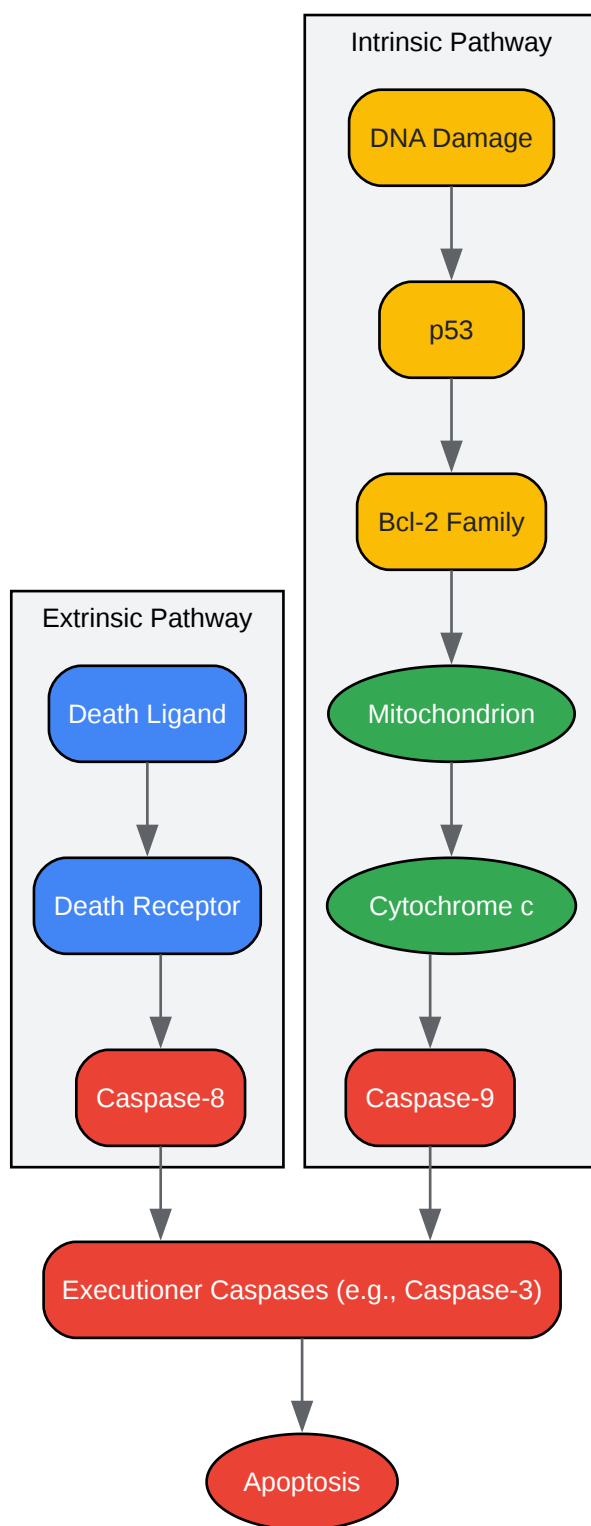 Intrinsic Pathway
DNA Damage
p53
Bcl-2 Family
Mitochondrion
Cytochrome c
Caspase-9
Extrinsic Pathway
Death Ligand
Death Receptor
Caspase-8
Executioner Caspases (e.g., Caspase-3)
Apoptosis